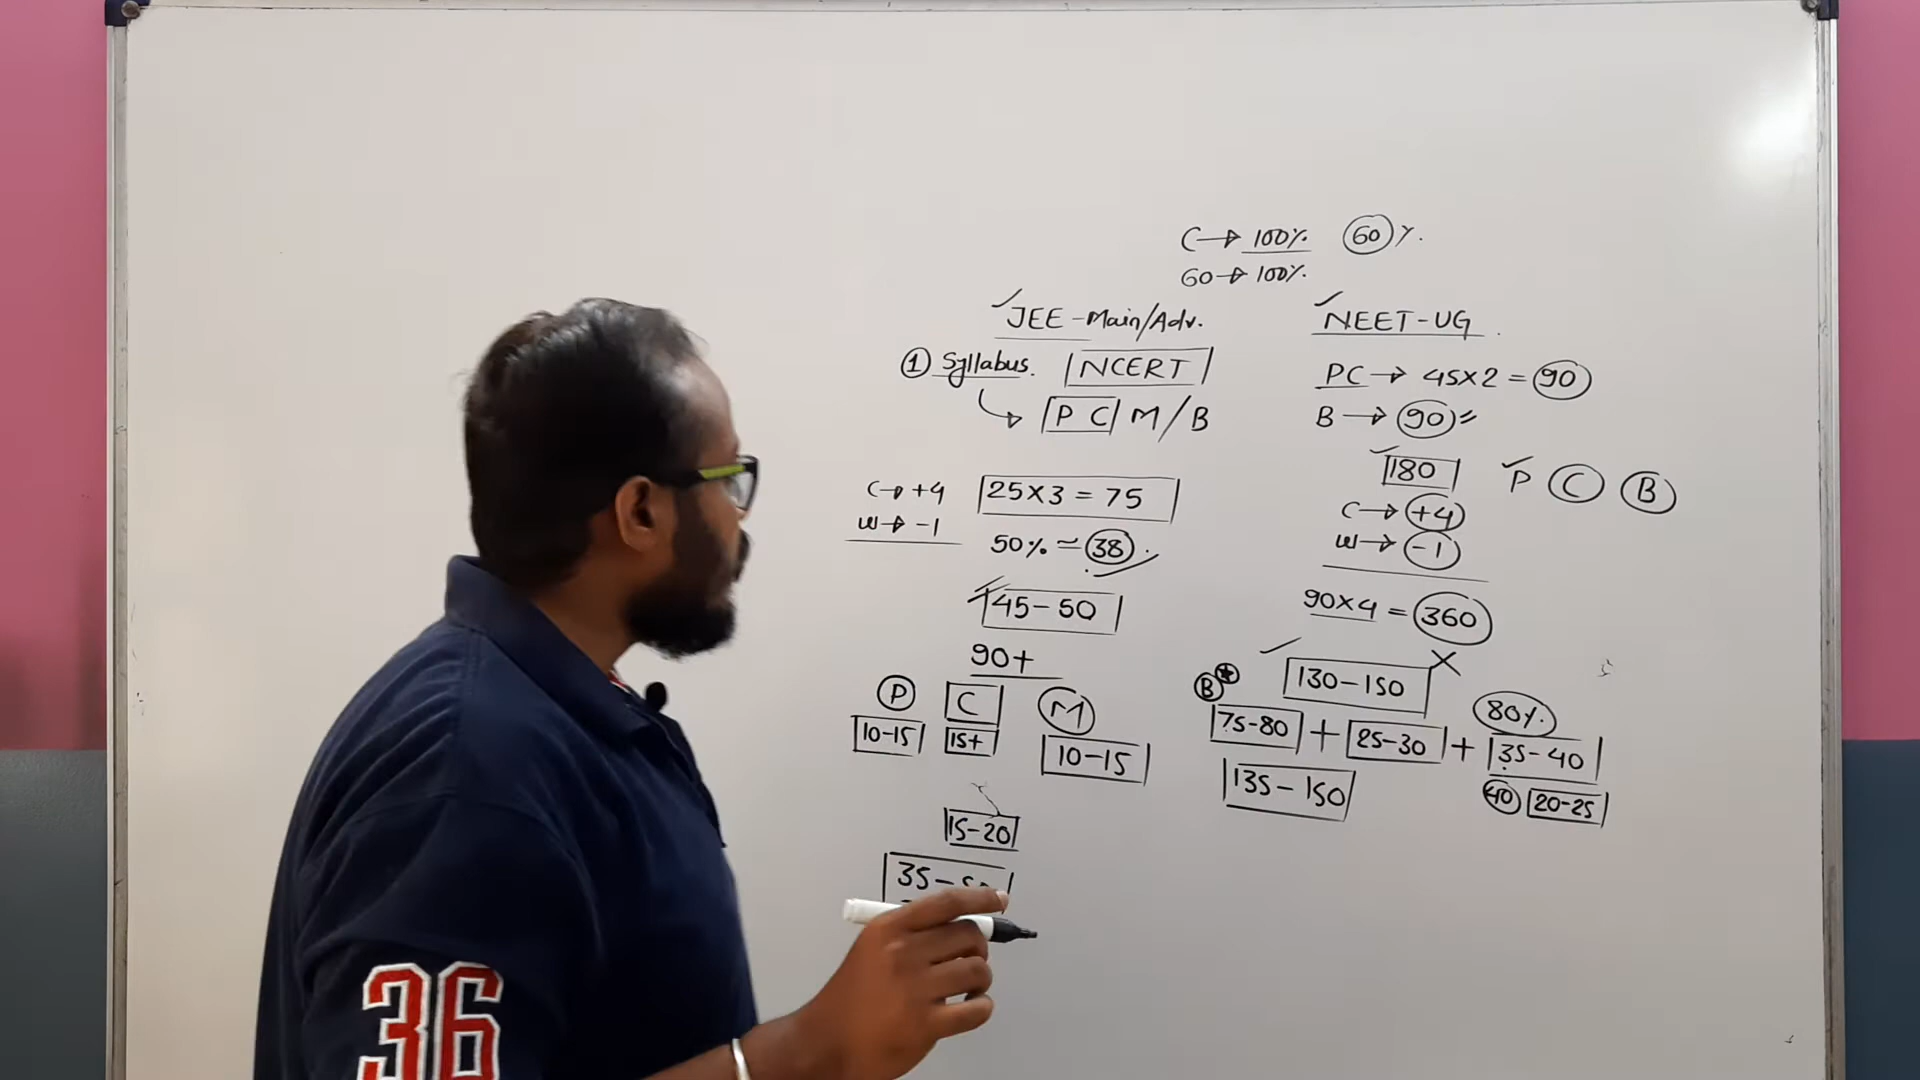 C → 100% 60 %.
60 → 100%.
✓JEE-Main/Adv.
① Syllabus. NCERT
P C M/B
C → +4 25×3 = 75
W → -1
50% ≃ 38
45-50
90+
P C M
10-15 15+ 10-15
15-20
35-50
✓NEET-UG
PC → 45×2 = 90
B → 90
180 ✓P C B
C → +4
W → -1
90×4 = 360
130-150 ×
B* 80%.
75-80 + 25-30 + 35-40
135-150 40 20-25
36